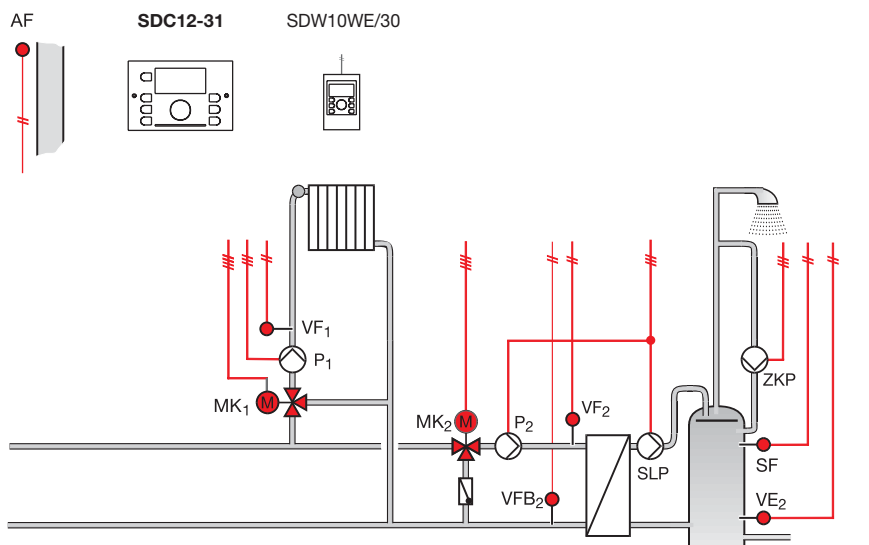 AF
SDC12-31
SDW10WE/30
VF1
P1
MK1
M
MK2
M
P2
VF2
ZKP
SLP
SF
VFB2
VE2